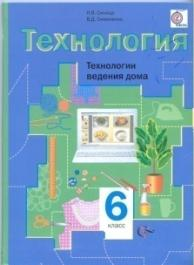 Н.В. Синица
В.Д. Симоненко
Технология
Технологии
ведения дома
6
класс